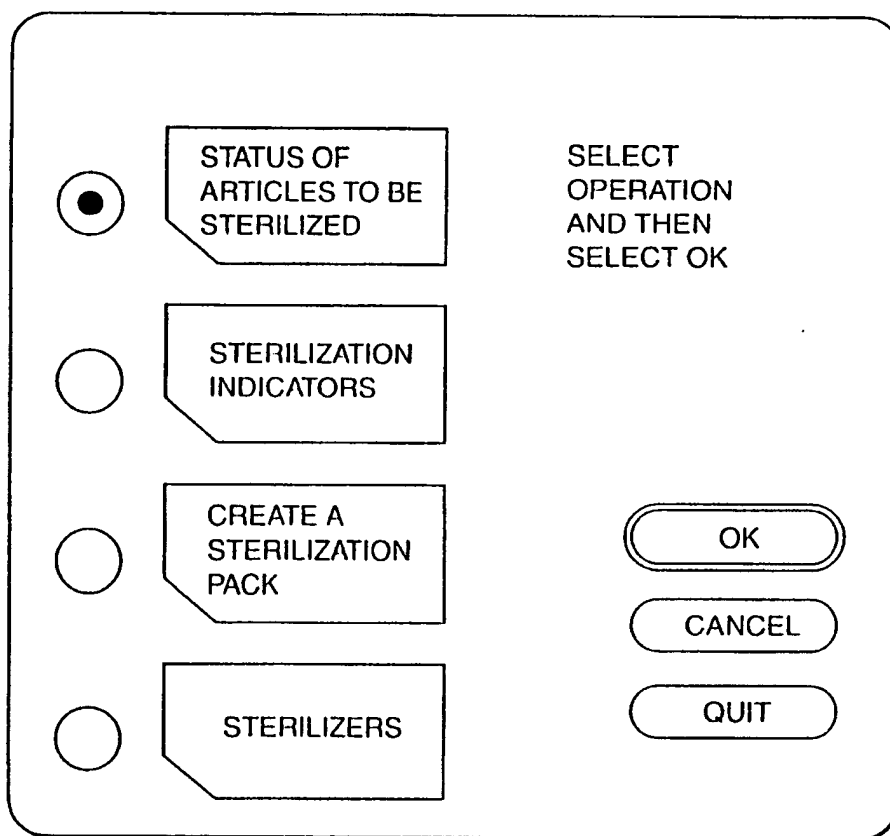 STATUS OF
ARTICLES TO BE
STERILIZED
SELECT
OPERATION
AND THEN
SELECT OK
STERILIZATION
INDICATORS
CREATE A
STERILIZATION
PACK
OK
CANCEL
STERILIZERS
QUIT